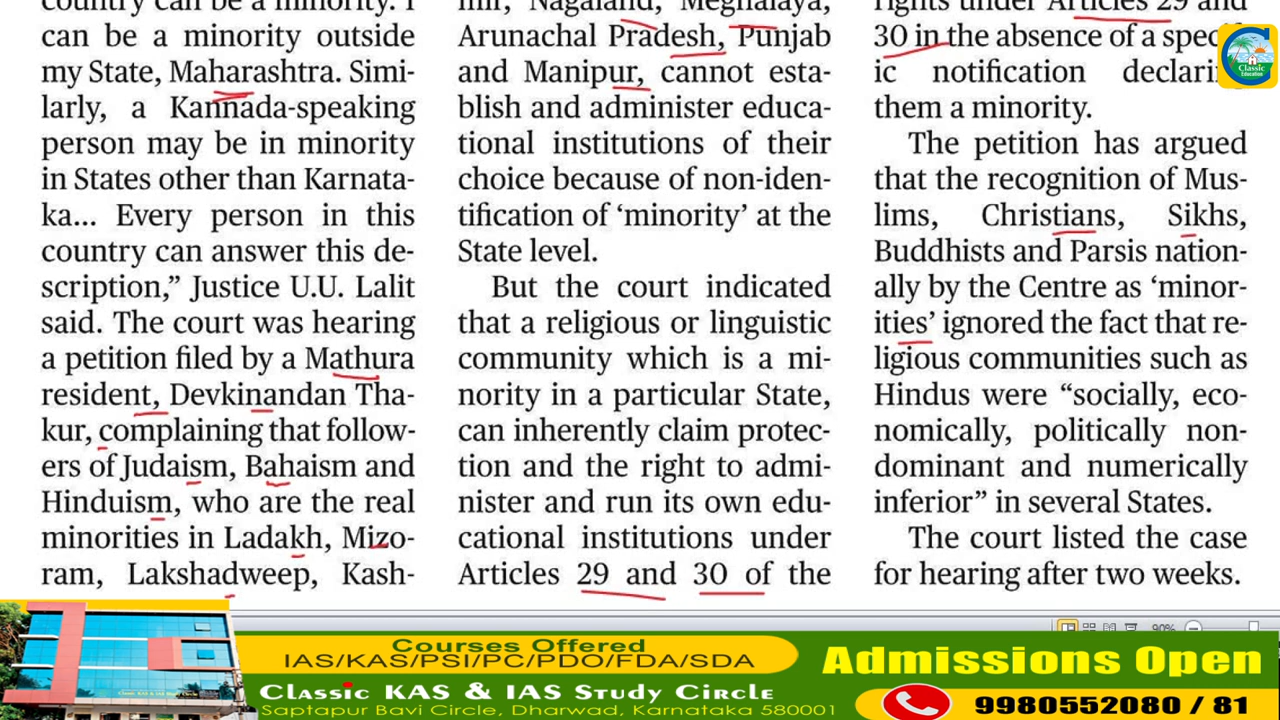 country can be a minority. I
can be a minority outside
my State, Maharashtra. Simi-
larly, a Kannada-speaking
person may be in minority
in States other than Karnata-
ka... Every person in this
country can answer this de-
scription,” Justice U.U. Lalit
said. The court was hearing
a petition filed by a Mathura
resident, Devkinandan Tha-
kur, complaining that follow-
ers of Judaism, Bahaism and
Hinduism, who are the real
minorities in Ladakh, Mizo-
ram, Lakshadweep, Kash-
mir, Nagaland, Meghalaya,
Arunachal Pradesh, Punjab
and Manipur, cannot esta-
blish and administer educa-
tional institutions of their
choice because of non-iden-
tification of ‘minority’ at the
State level.
But the court indicated
that a religious or linguistic
community which is a mi-
nority in a particular State,
can inherently claim protec-
tion and the right to admi-
nister and run its own edu-
cational institutions under
Articles 29 and 30 of the
rights under Articles 29 and
30 in the absence of a specif
ic notification declaring
them a minority.
The petition has argued
that the recognition of Mus-
lims, Christians, Sikhs,
Buddhists and Parsis nation-
ally by the Centre as ‘minor-
ities’ ignored the fact that re-
ligious communities such as
Hindus were “socially, eco-
nomically, politically non-
dominant and numerically
inferior” in several States.
The court listed the case
for hearing after two weeks.
Classic
Education
90%
Courses Offered
IAS/KAS/PSI/PC/PDO/FDA/SDA
Classic KAS & IAS Study Circle
Saptapur Bavi Circle, Dharwad, Karnataka 580001
Admissions Open
9980552080 / 81